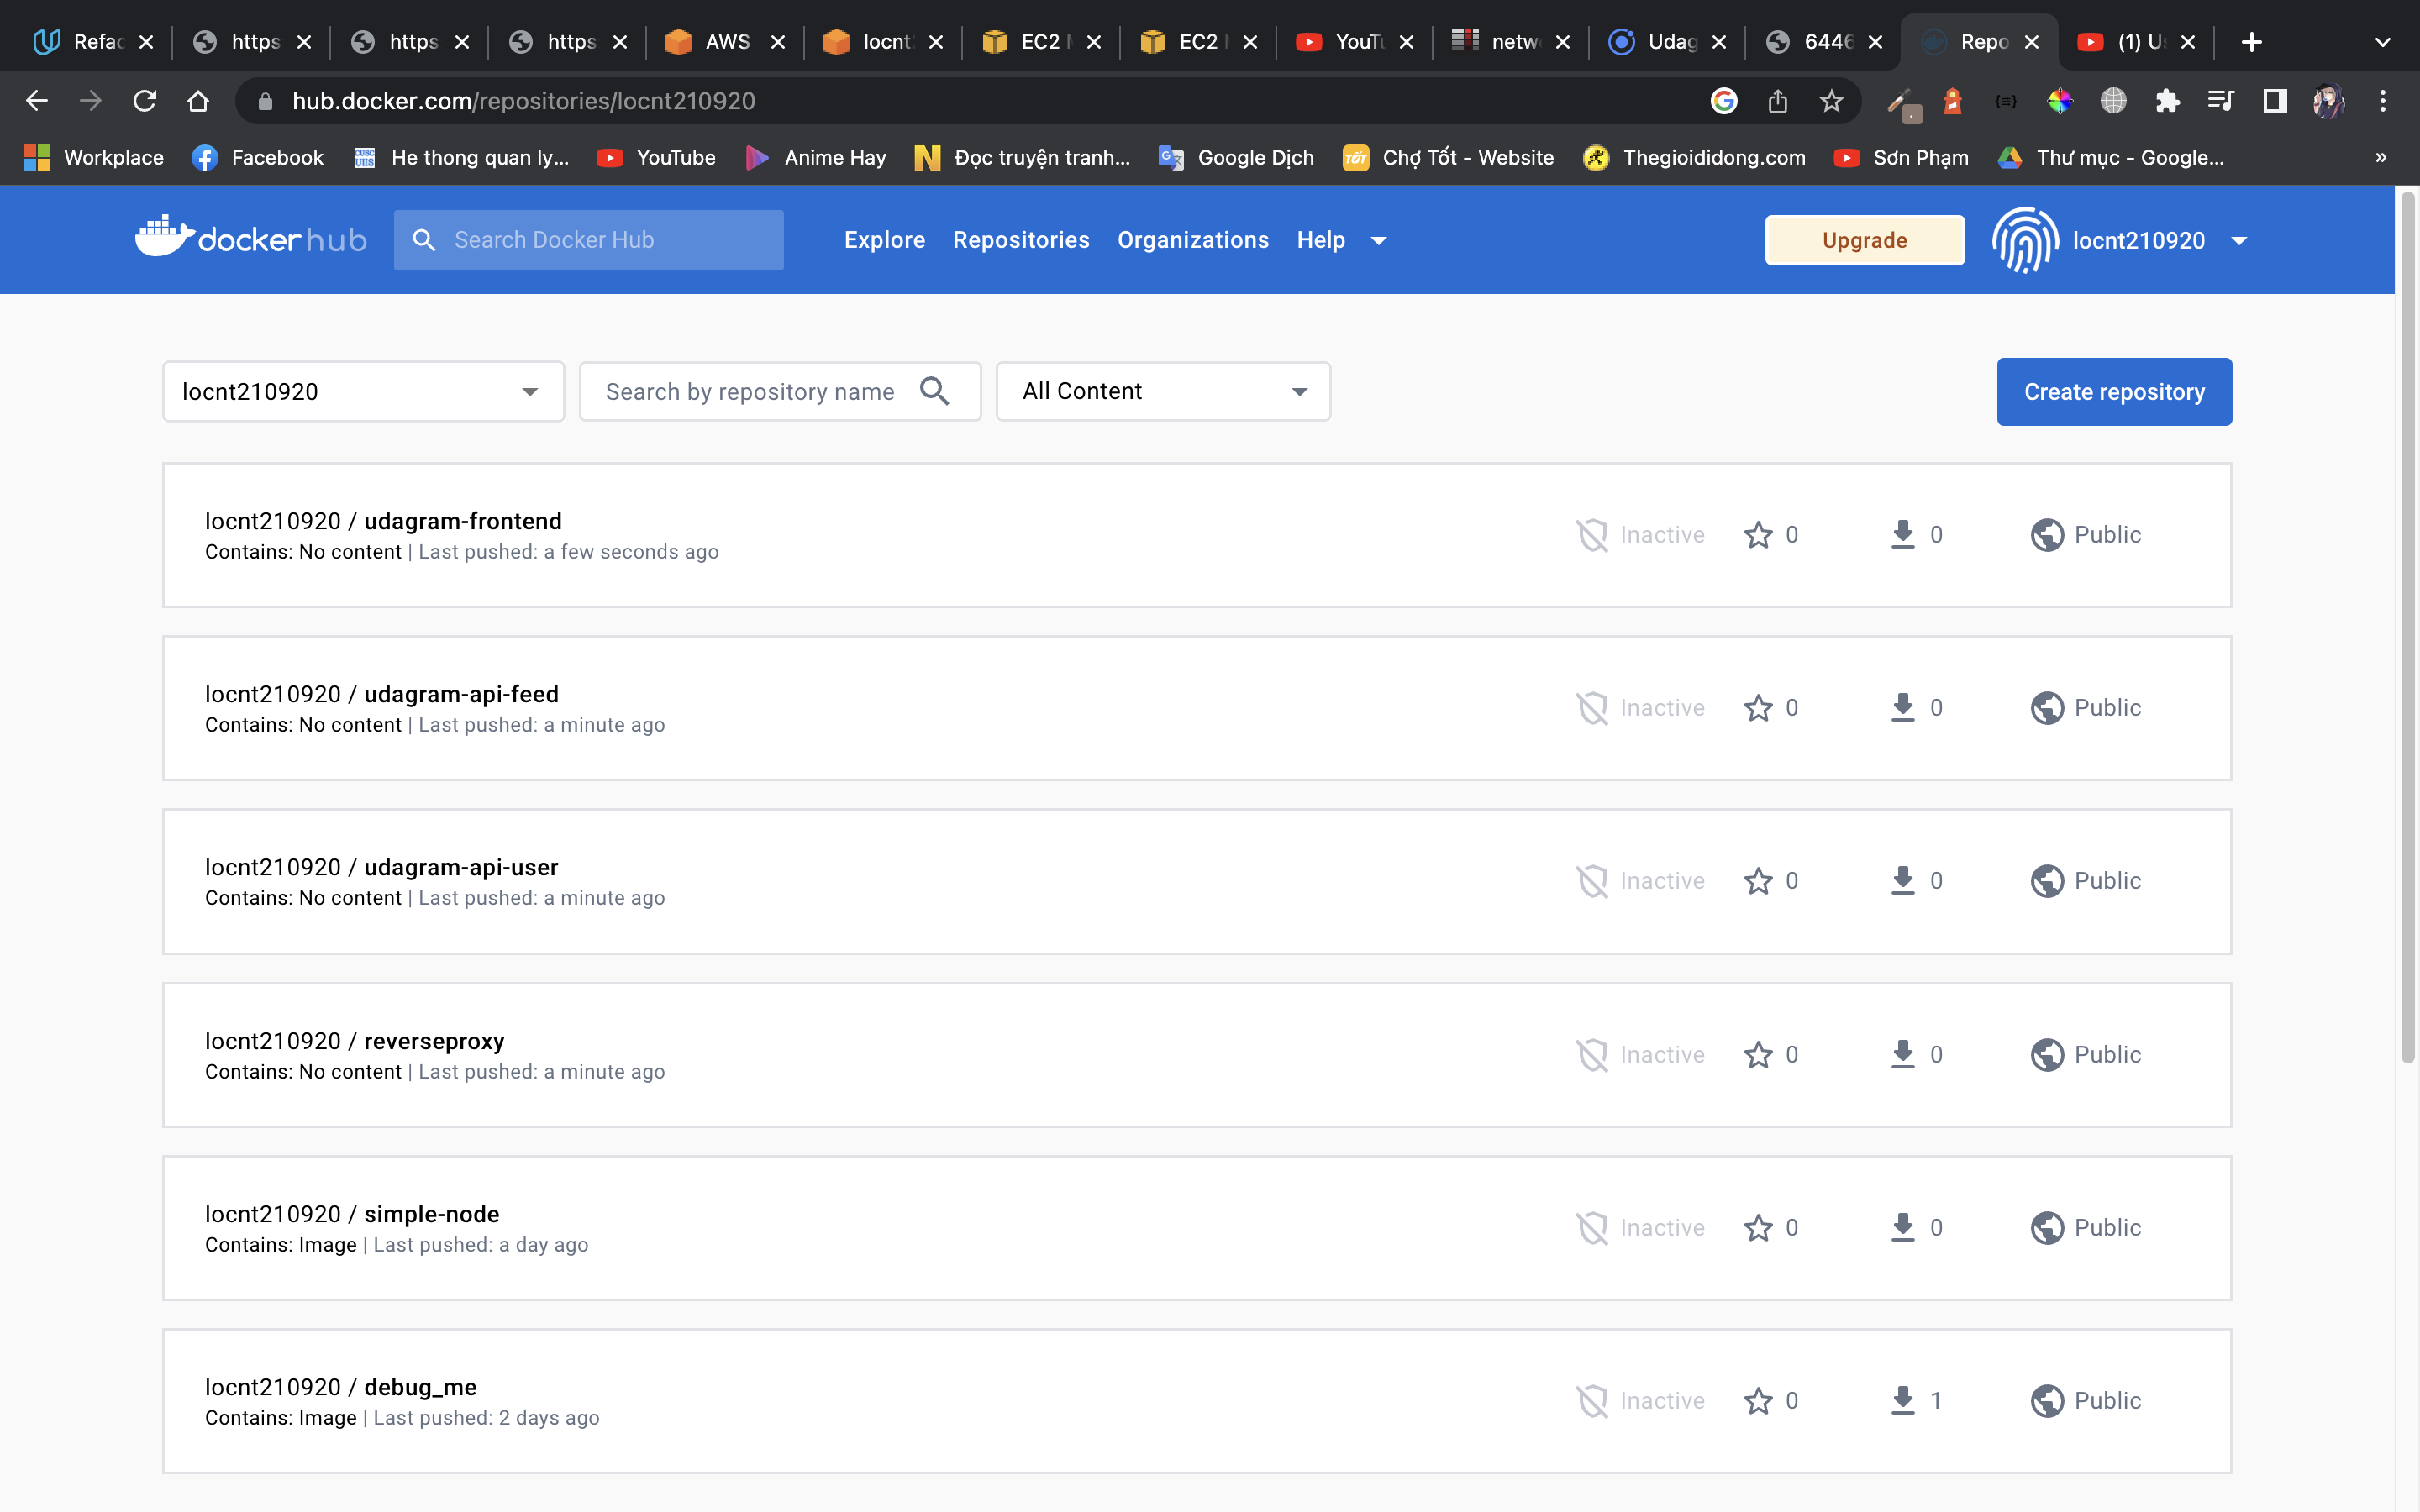 Refac https https https AWS locnt2 EC2 M EC2 I YouTu netwo Udag 6446 Repo (1) Us
hub.docker.com/repositories/locnt210920
Workplace Facebook He thong quan ly... YouTube Anime Hay Đọc truyện tranh... Google Dịch Chợ Tốt - Website Thegioididong.com Sơn Phạm Thư mục - Google... »
docker hub Search Docker Hub Explore Repositories Organizations Help Upgrade locnt210920
locnt210920 Search by repository name All Content Create repository
locnt210920 / udagram-frontend
Contains: No content | Last pushed: a few seconds ago
Inactive 0 0 Public
locnt210920 / udagram-api-feed
Contains: No content | Last pushed: a minute ago
Inactive 0 0 Public
locnt210920 / udagram-api-user
Contains: No content | Last pushed: a minute ago
Inactive 0 0 Public
locnt210920 / reverseproxy
Contains: No content | Last pushed: a minute ago
Inactive 0 0 Public
locnt210920 / simple-node
Contains: Image | Last pushed: a day ago
Inactive 0 0 Public
locnt210920 / debug_me
Contains: Image | Last pushed: 2 days ago
Inactive 0 1 Public